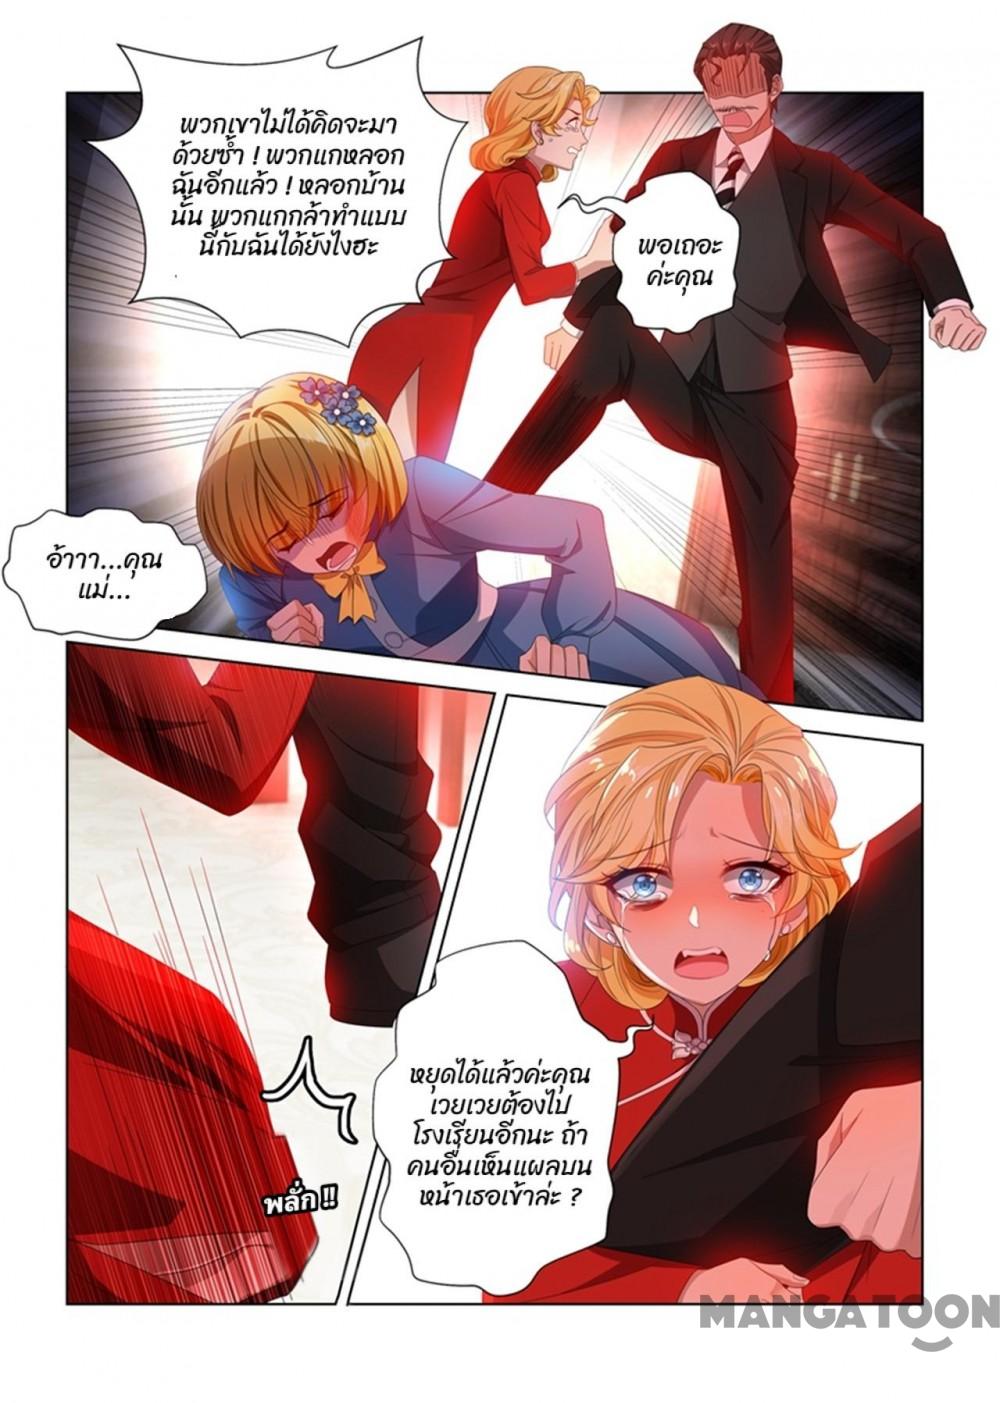 พวกเขาไม่ได้คิดจะมา
ด้วยซ้ำ ! พวกแกหลอก
ฉันอีกแล้ว ! หลอกบ้าน
นั้น พวกแกกล้าทำแบบ
นี้กับฉันได้ยังไงฮะ
พอเถอะ
ค่ะคุณ
อ้าาา...คุณ
แม่...
พลั่ก !!
หยุดได้แล้วค่ะคุณ
เวยเวยต้องไป
โรงเรียนอีกนะ ถ้า
คนอื่นเห็นแผลบน
หน้าเธอเข้าล่ะ ?
MANGATOON